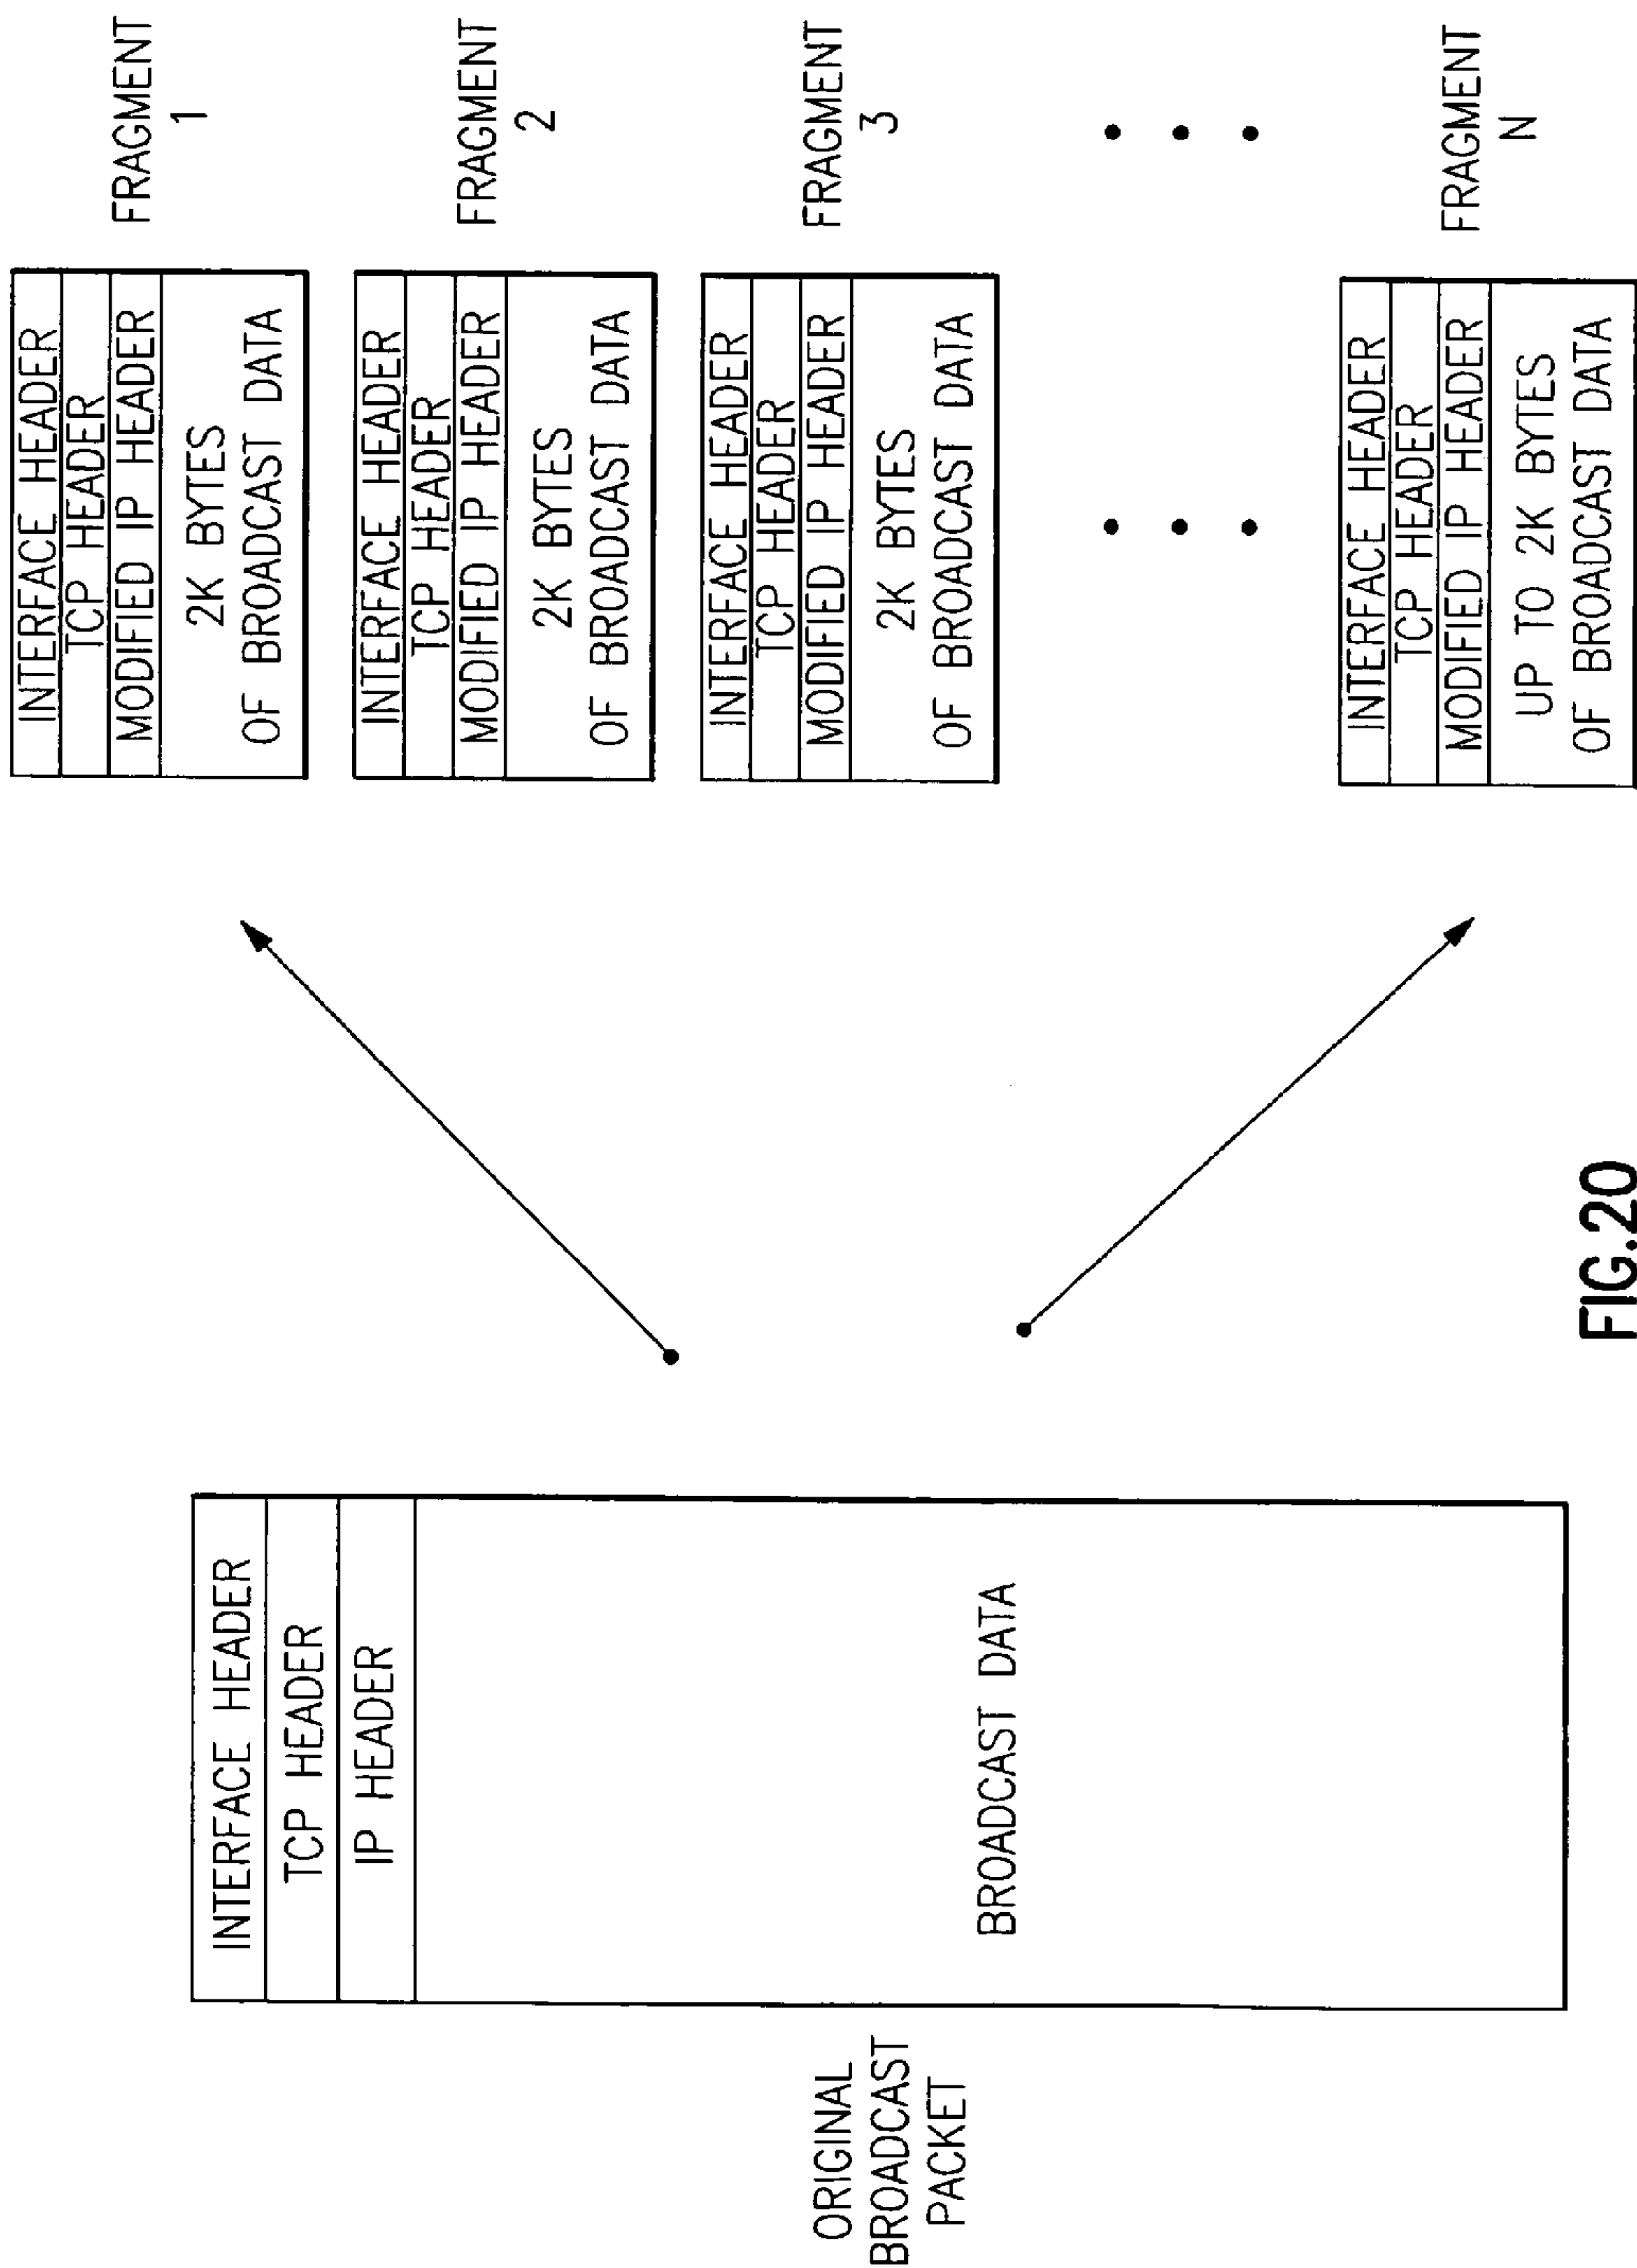 ORIGINAL
BROADCAST
PACKET
INTERFACE HEADER
TCP HEADER
IP HEADER
BROADCAST DATA
INTERFACE HEADER
TCP HEADER
MODIFIED IP HEADER
2K BYTES
OF BROADCAST DATA
FRAGMENT
1
INTERFACE HEADER
TCP HEADER
MODIFIED IP HEADER
2K BYTES
OF BROADCAST DATA
FRAGMENT
2
INTERFACE HEADER
TCP HEADER
MODIFIED IP HEADER
2K BYTES
OF BROADCAST DATA
FRAGMENT
3
INTERFACE HEADER
TCP HEADER
MODIFIED IP HEADER
UP TO 2K BYTES
OF BROADCAST DATA
FRAGMENT
N
FIG.20